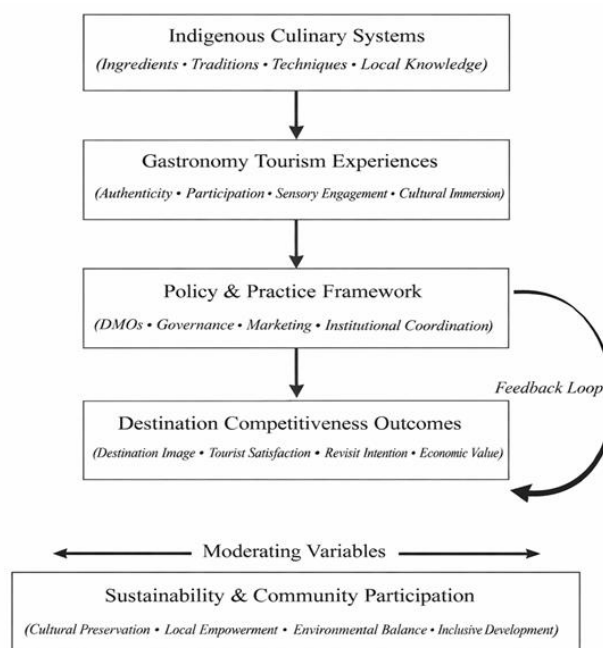 Indigenous Culinary Systems
(Ingredients • Traditions • Techniques • Local Knowledge)
Gastronomy Tourism Experiences
(Authenticity • Participation • Sensory Engagement • Cultural Immersion)
Policy & Practice Framework
(DMOs • Governance • Marketing • Institutional Coordination)
Feedback Loop
Destination Competitiveness Outcomes
(Destination Image • Tourist Satisfaction • Revisit Intention • Economic Value)
Moderating Variables
Sustainability & Community Participation
(Cultural Preservation • Local Empowerment • Environmental Balance • Inclusive Development)